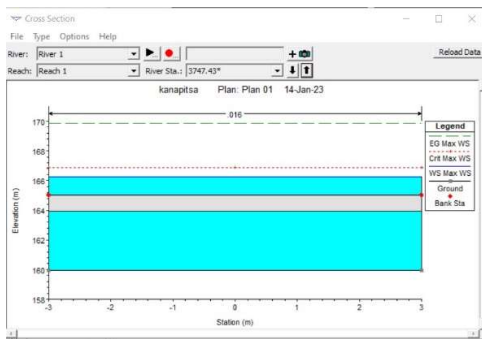 Cross Section
File Type Options Help
River: River 1
Reload Data
Reach: Reach 1 River Sta.: 3747.43*
kanapitsa Plan: Plan 01 14-Jan-23
.016
Legend
EG Max WS
Crit Max WS
WS Max WS
Ground
Bank Sta
Elevation (m)
170
168
166
164
162
160
158
-3 -2 -1 0 1 2 3
Station (m)